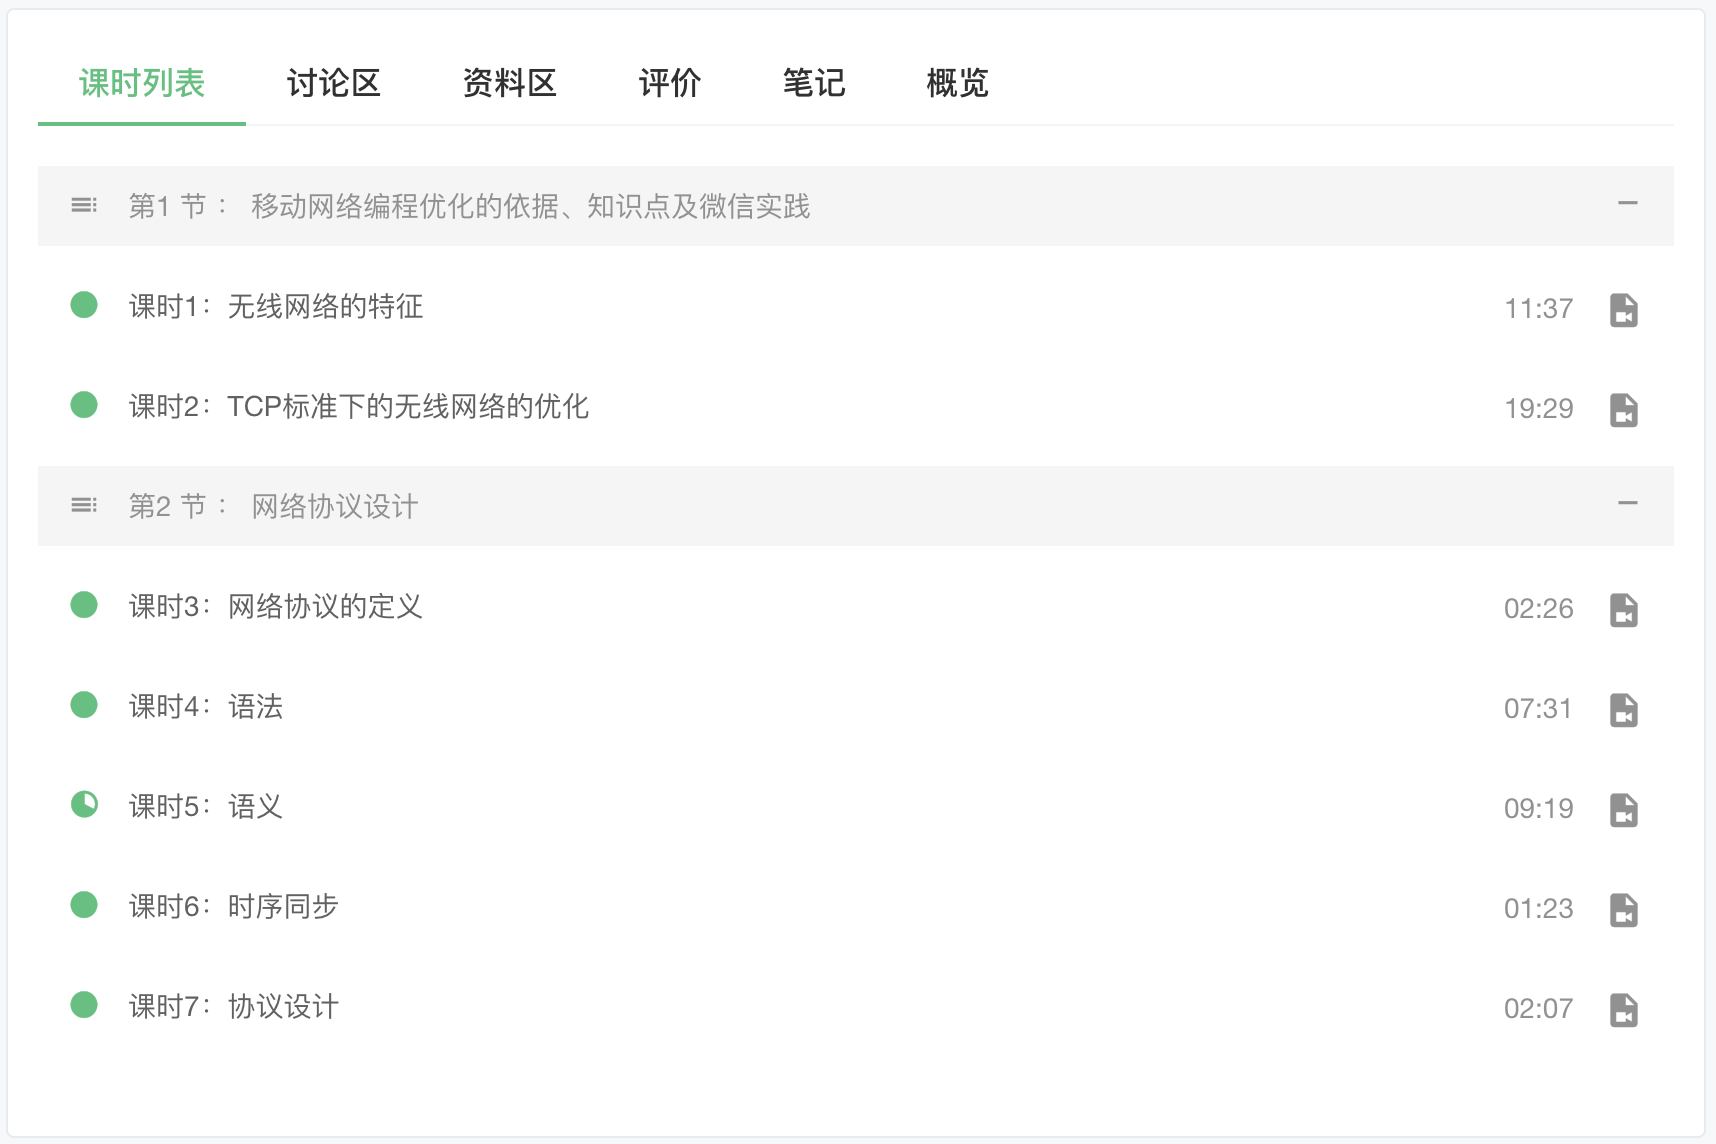 课时列表 讨论区 资料区 评价 笔记 概览
第1 节： 移动网络编程优化的依据、知识点及微信实践
课时1：无线网络的特征 11:37
课时2：TCP标准下的无线网络的优化 19:29
第2 节： 网络协议设计
课时3：网络协议的定义 02:26
课时4：语法 07:31
课时5：语义 09:19
课时6：时序同步 01:23
课时7：协议设计 02:07